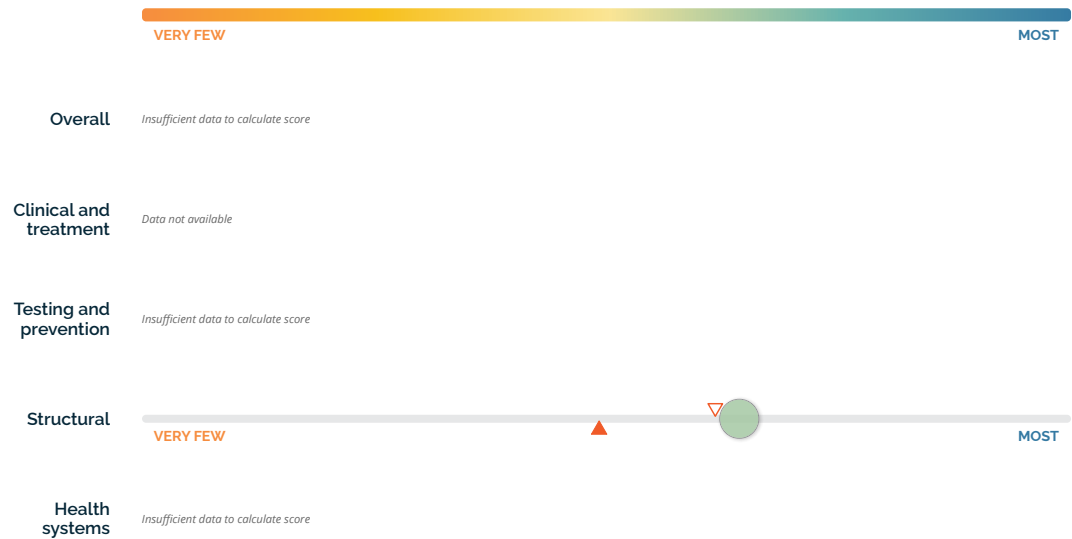 VERY FEW
MOST
Overall
Insufficient data to calculate score
Clinical and
treatment
Data not available
Testing and
prevention
Insufficient data to calculate score
Structural
VERY FEW
MOST
Health
systems
Insufficient data to calculate score